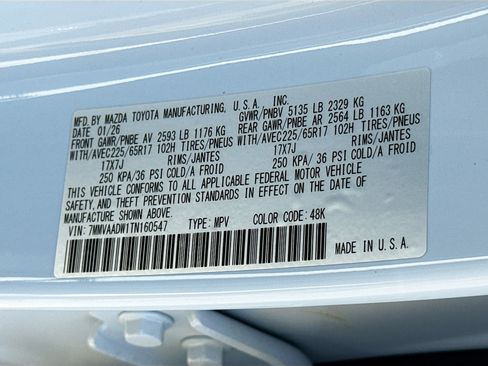 MFD. BY MAZDA TOYOTA MANUFACTURING, U.S.A. INC.
DATE 01/26 GVWR/PNBV 5135 LB 2329 KG
FRONT GAWR/PNBE AV 2593 LB 1176 KG REAR GAWR/PNBE AR 2564 LB 1163 KG
WITH/AVEC225/65R17 102H TIRES/PNEUS WITH/AVEC225/65R17 102H TIRES/PNEUS
17X7J RIMS/JANTES 17X7J RIMS/JANTES
250 KPA/36 PSI COLD/A FROID 250 KPA/36 PSI COLD/A FROID
THIS VEHICLE CONFORMS TO ALL APPLICABLE FEDERAL MOTOR VEHICLE
SAFETY, AND THEFT PREVENTION STANDARDS IN EFFECT ON THE DATE OF
MANUFACTURE SHOWN ABOVE.
VIN: 7MMVAADW1TN160547 TYPE: MPV COLOR CODE: 48K
MADE IN U.S.A.